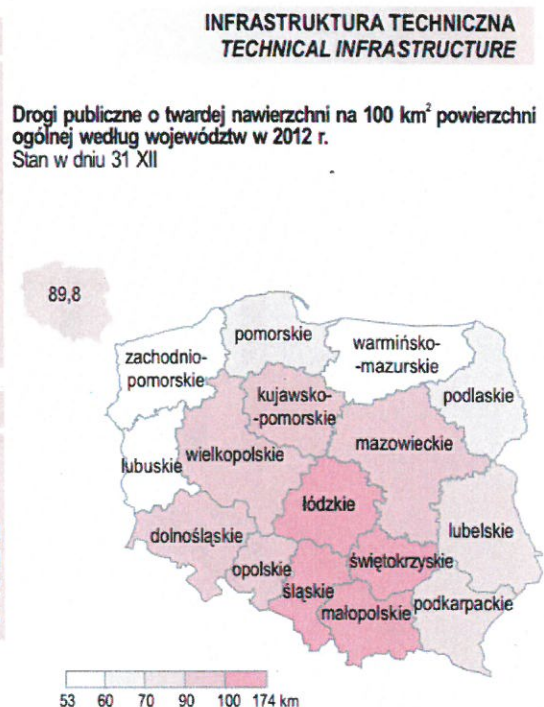 INFRASTRUKTURA TECHNICZNA
TECHNICAL INFRASTRUCTURE
Drogi publiczne o twardej nawierzchni na 100 km² powierzchni
ogólnej według województw w 2012 r.
Stan w dniu 31 XII
89,8
pomorskie
warmińsko-
-mazurskie
zachodnio-
pomorskie
podlaskie
kujawsko-
-pomorskie
mazowieckie
wielkopolskie
lubuskie
łódzkie
lubelskie
dolnośląskie
świętokrzyskie
opolskie
śląskie
małopolskie
podkarpackie
53 60 70 90 100 174 km